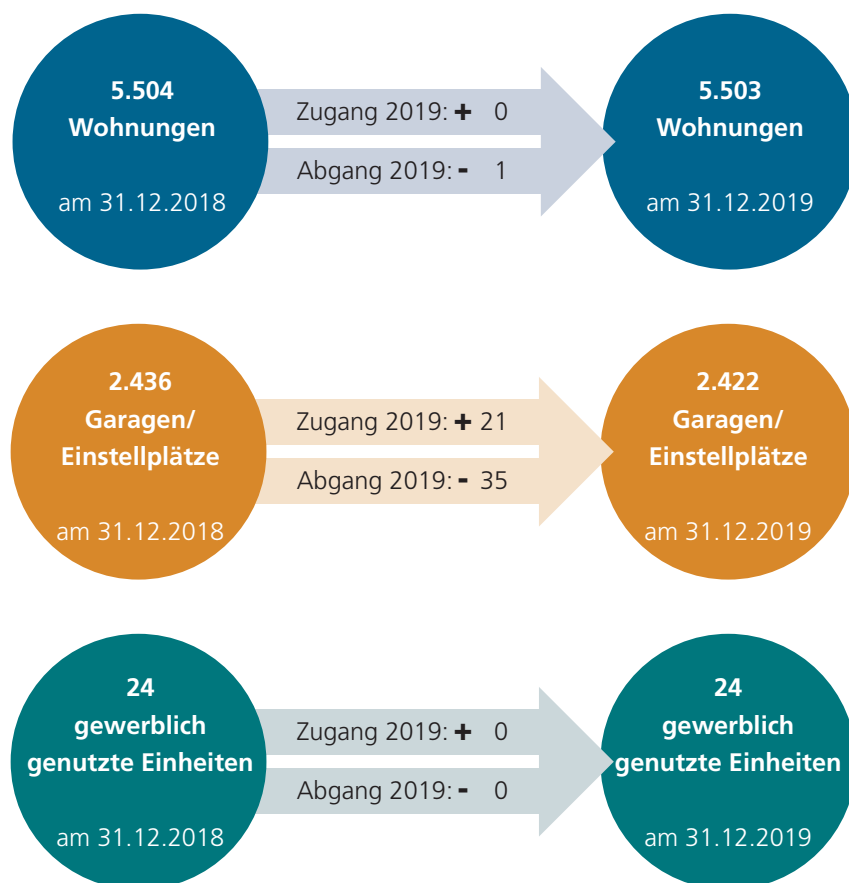 5.504
Wohnungen
am 31.12.2018
Zugang 2019: + 0
Abgang 2019: - 1
5.503
Wohnungen
am 31.12.2019
2.436
Garagen/
Einstellplätze
am 31.12.2018
Zugang 2019: + 21
Abgang 2019: - 35
2.422
Garagen/
Einstellplätze
am 31.12.2019
24
gewerblich
genutzte Einheiten
am 31.12.2018
Zugang 2019: + 0
Abgang 2019: - 0
24
gewerblich
genutzte Einheiten
am 31.12.2019